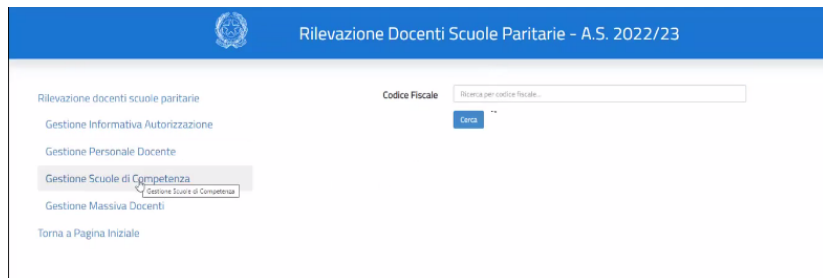 Rilevazione Docenti Scuole Paritarie - A.S. 2022/23
Rilevazione docenti scuole paritarie
Gestione Informativa Autorizzazione
Gestione Personale Docente
Gestione Scuole di Competenza
Gestione Scuole di Competenza
Gestione Massiva Docenti
Torna a Pagina Iniziale
Codice Fiscale
Ricerca per codice fiscale..
Cerca